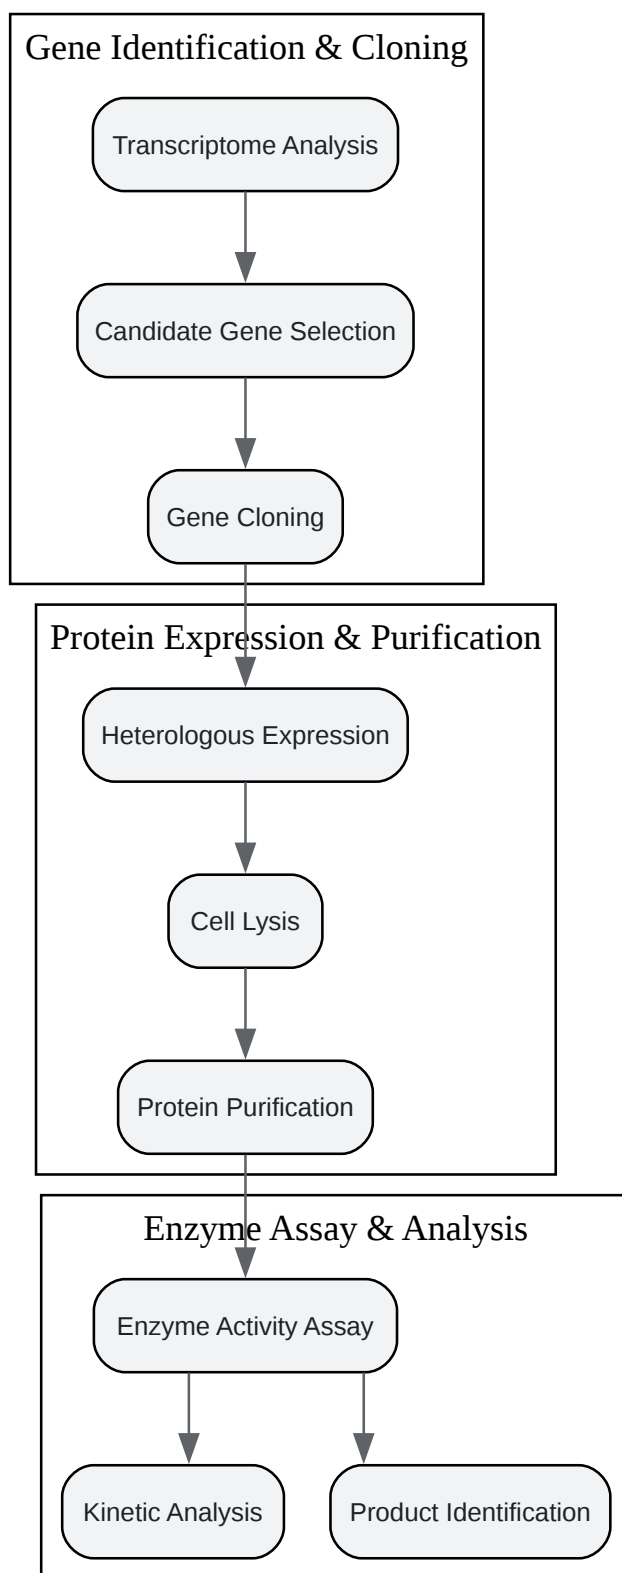 Gene Identification & Cloning
Transcriptome Analysis
Candidate Gene Selection
Gene Cloning
Protein Expression & Purification
Heterologous Expression
Cell Lysis
Protein Purification
Enzyme Assay & Analysis
Enzyme Activity Assay
Kinetic Analysis
Product Identification